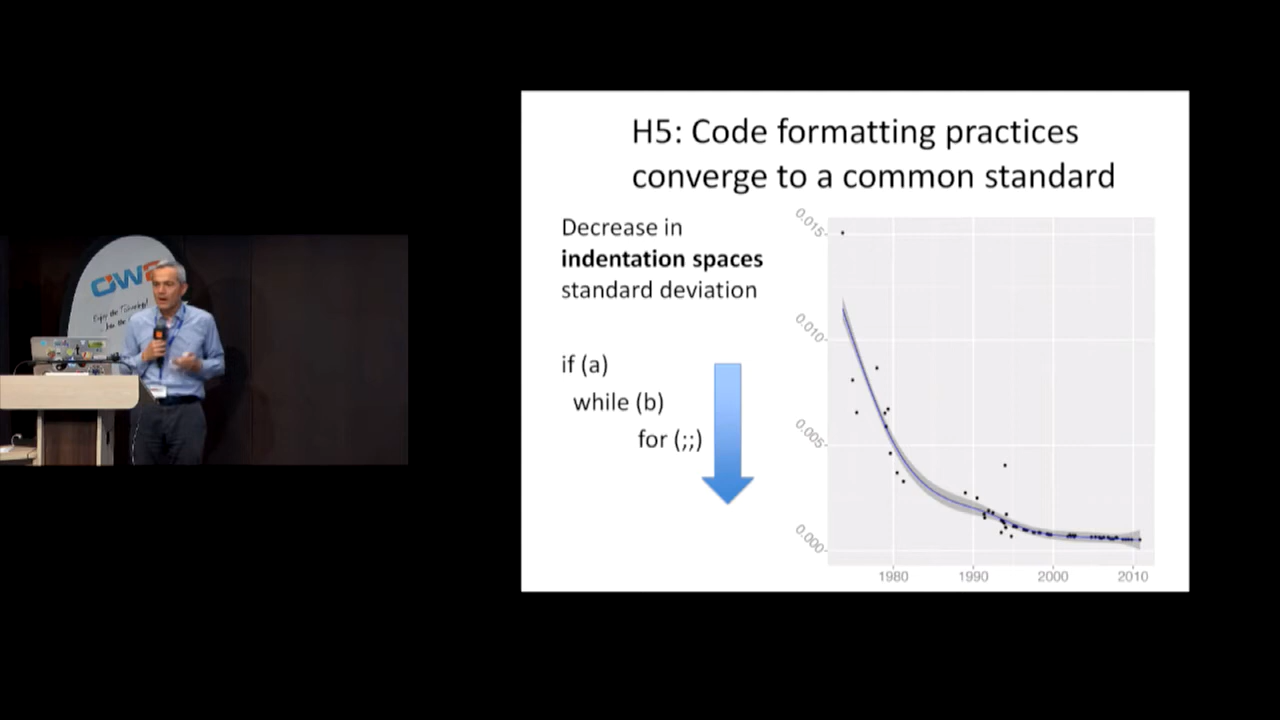 H5: Code formatting practices
converge to a common standard
Decrease in
indentation spaces
standard deviation
if (a)
while (b)
for (;;)
0.015
0.010
0.005
0.000
1980
1990
2000
2010